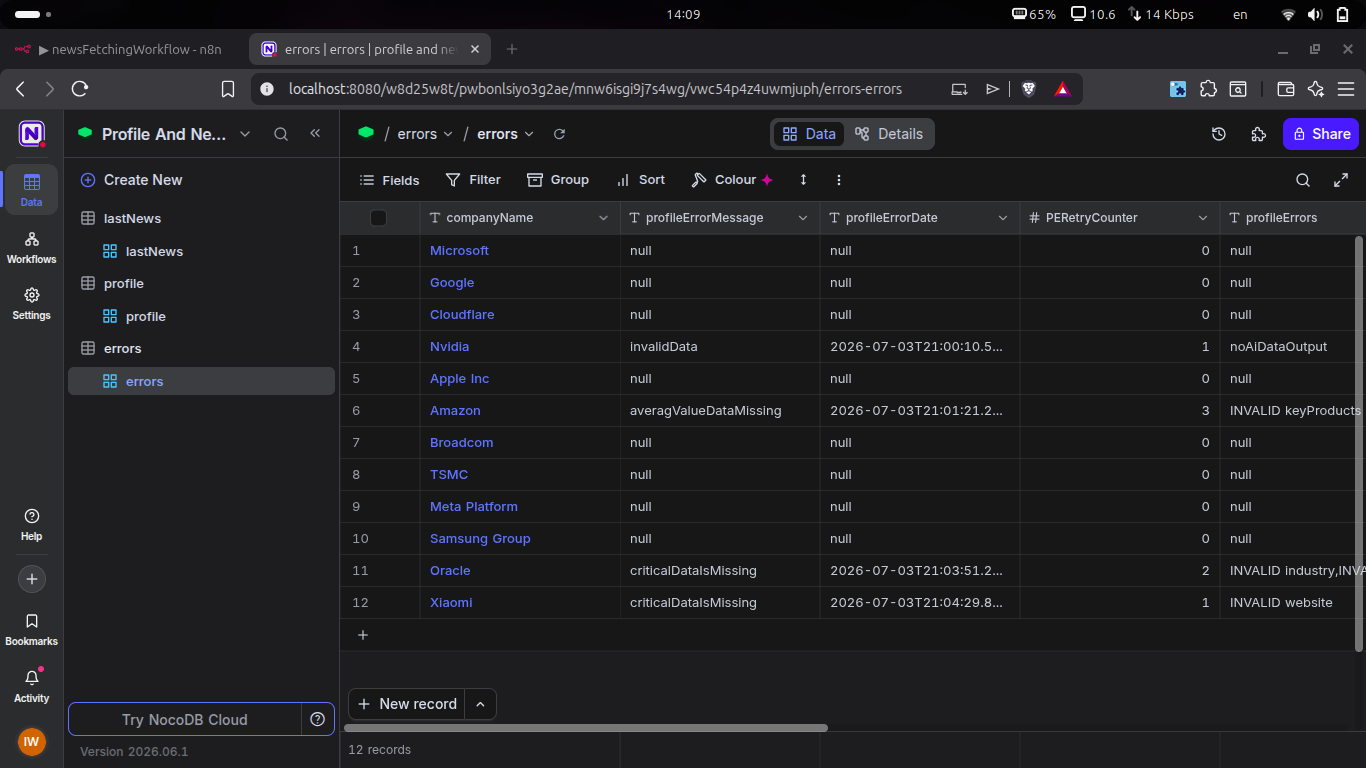 14:09
65%
10.6
14 Kbps
en
▶ newsFetchingWorkflow - n8n
errors | errors | profile and ne
localhost:8080/w8d25w8t/pwbonlsiyo3g2ae/mnw6isgi9j7s4wg/vwc54p4z4uwmjuph/errors-errors
N
Data
Workflows
Settings
Help
Bookmarks
Activity
IW
Profile And Ne...
Create New
lastNews
lastNews
profile
profile
errors
errors
Try NocoDB Cloud
Version 2026.06.1
/ errors / errors
Data
Details
Share
Fields
Filter
Group
Sort
Colour
companyName profileErrorMessage profileErrorDate # PERetryCounter profileErrors
1 Microsoft null null 0 null
2 Google null null 0 null
3 Cloudflare null null 0 null
4 Nvidia invalidData 2026-07-03T21:00:10.5... 1 noAiDataOutput
5 Apple Inc null null 0 null
6 Amazon averagValueDataMissing 2026-07-03T21:01:21.2... 3 INVALID keyProducts
7 Broadcom null null 0 null
8 TSMC null null 0 null
9 Meta Platform null null 0 null
10 Samsung Group null null 0 null
11 Oracle criticalDataIsMissing 2026-07-03T21:03:51.2... 2 INVALID industry,INVA
12 Xiaomi criticalDataIsMissing 2026-07-03T21:04:29.8... 1 INVALID website
New record
12 records